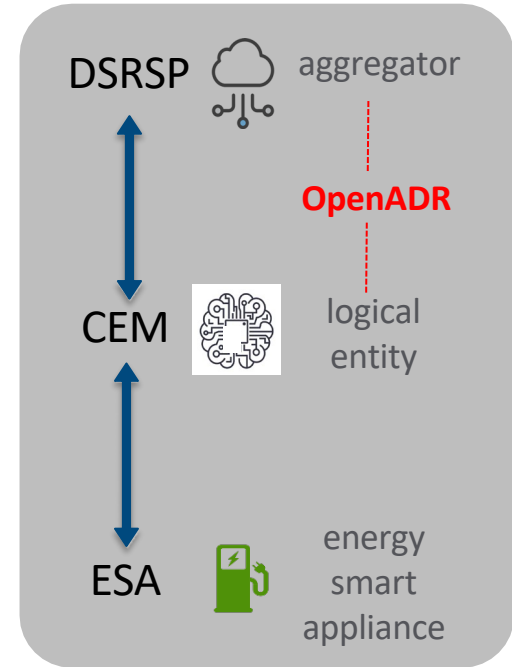 DSRSP
aggregator
OpenADR
CEM
logical
entity
ESA
energy
smart
appliance